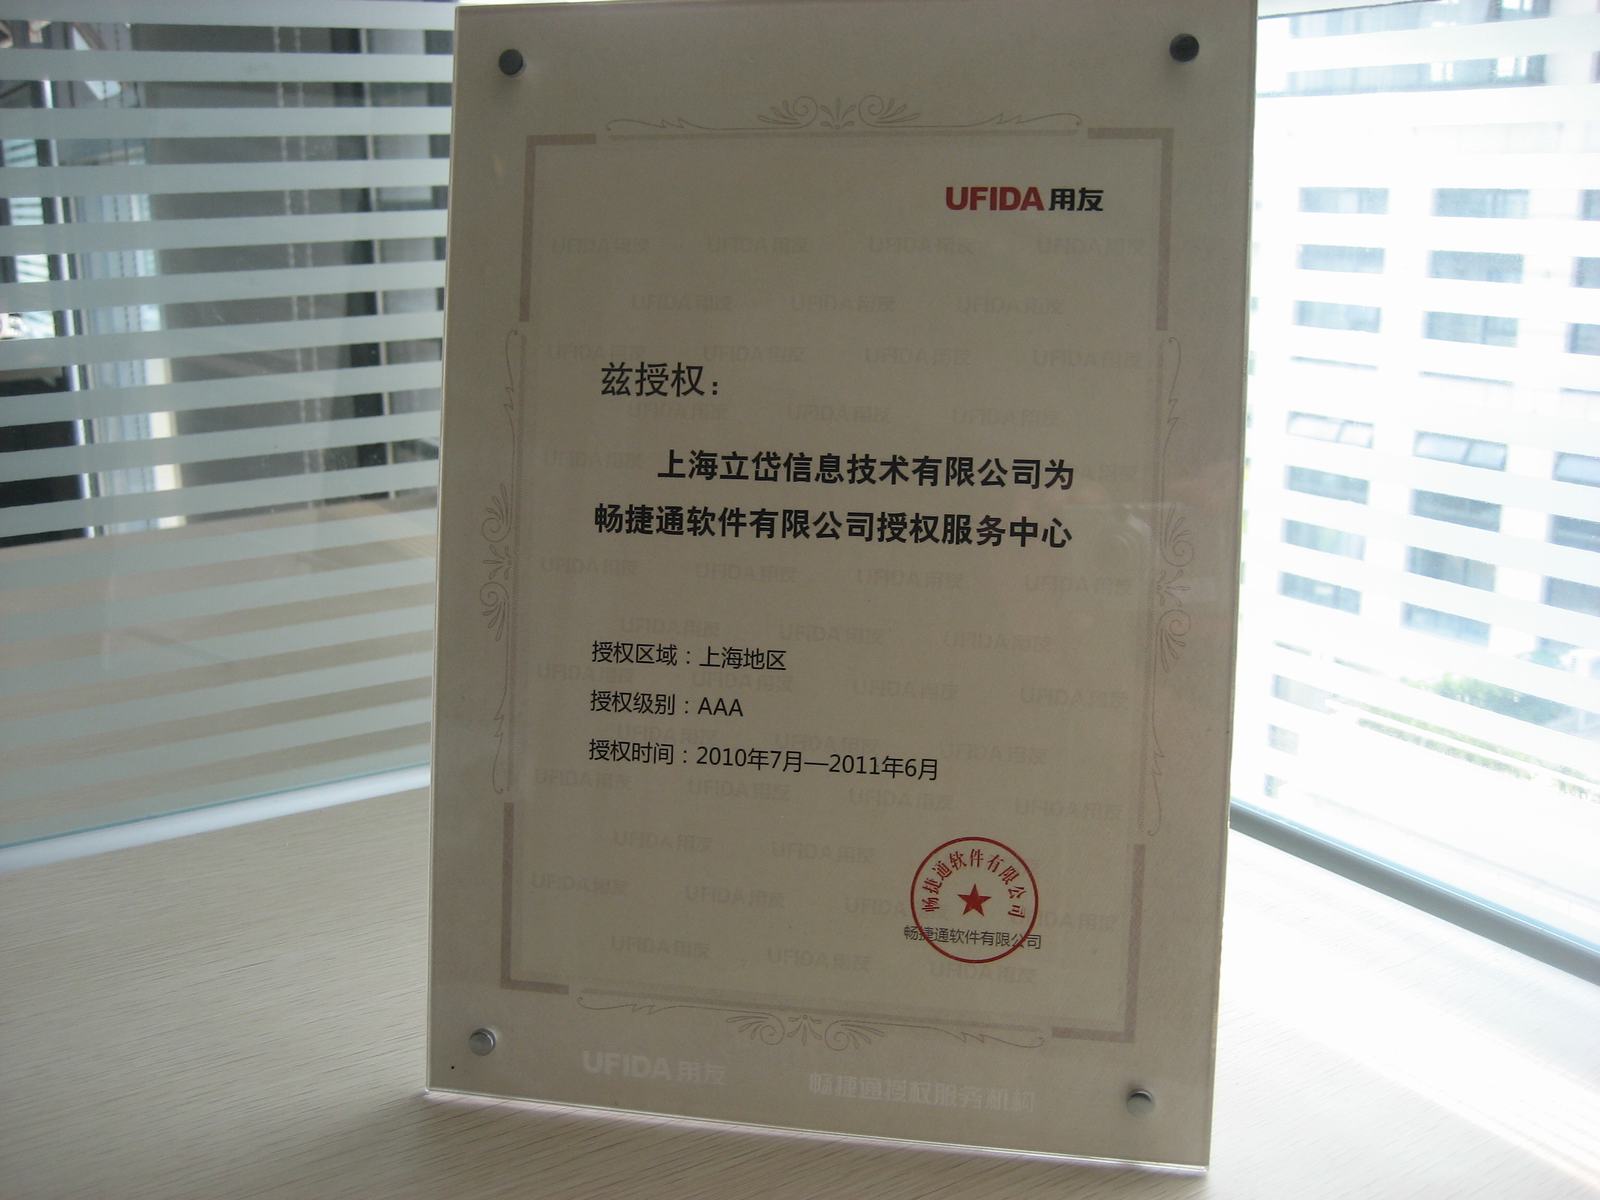 UFIDA用友
兹授权：
上海立岱信息技术有限公司为
畅捷通软件有限公司授权服务中心
授权区域：上海地区
授权级别：AAA
授权时间：2010年7月—2011年6月
畅捷通软件有限公司
畅捷通软件有限公司
UFIDA用友
畅捷通授权服务机构